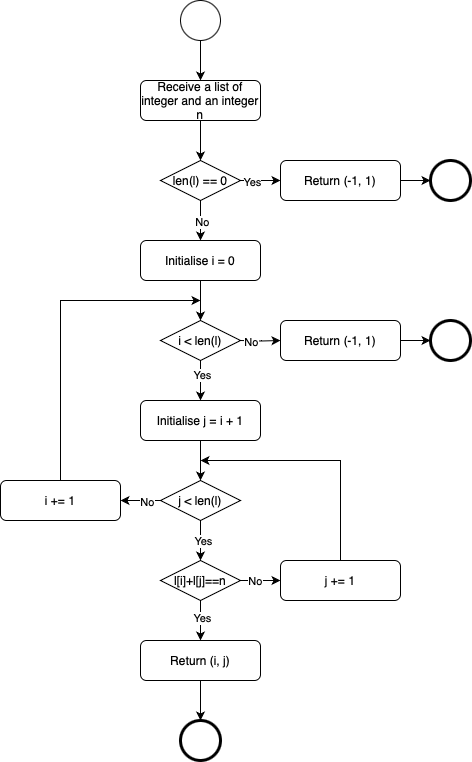 Receive a list of
integer and an integer
n
len(l) == 0
Yes
Return (-1, 1)
No
Initialise i = 0
i < len(l)
No
Return (-1, 1)
Yes
Initialise j = i + 1
i += 1
No
j < len(l)
Yes
l[i]+l[j]==n
No
j += 1
Yes
Return (i, j)